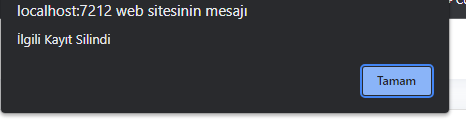 localhost:7212 web sitesinin mesajı
İlgili Kayıt Silindi
Tamam